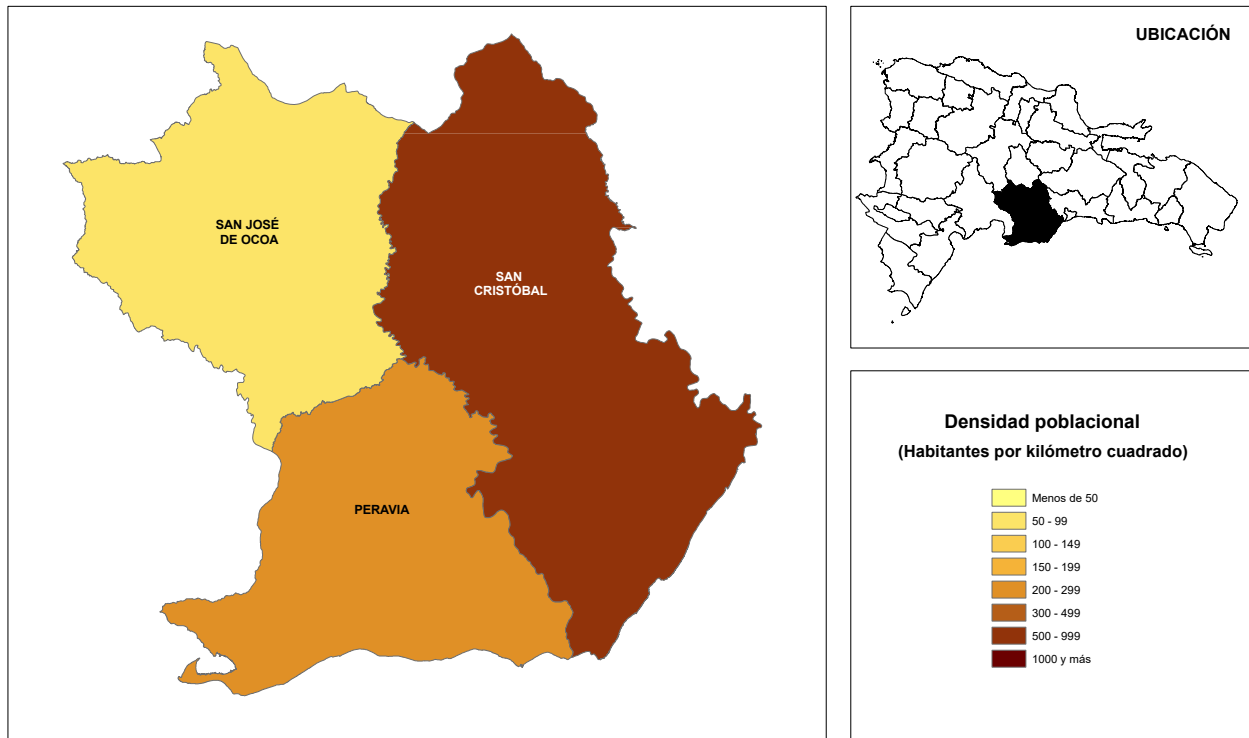 SAN JOSÉ
DE OCOA
SAN
CRISTÓBAL
PERAVIA
UBICACIÓN
Densidad poblacional
(Habitantes por kilómetro cuadrado)
Menos de 50
50 - 99
100 - 149
150 - 199
200 - 299
300 - 499
500 - 999
1000 y más